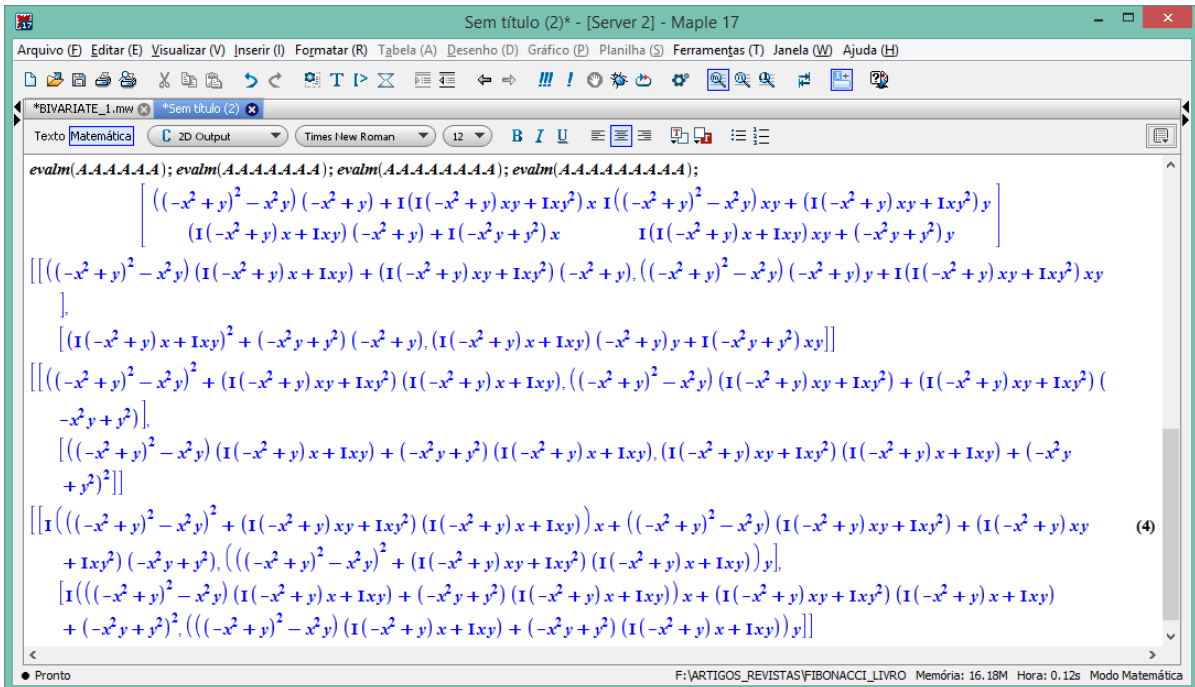 Sem título (2)* - [Server 2] - Maple 17
Arquivo (F) Editar (E) Visualizar (V) Inserir (I) Formatar (R) Tabela (A) Desenho (D) Gráfico (P) Planilha (S) Ferramentas (T) Janela (W) Ajuda (H)
*BIVARIATE_1.mw *Sem título (2)
Texto Matemática C 2D Output Times New Roman 12 B I U
evalm(A.A.A.A.A.A); evalm(A.A.A.A.A.A.A); evalm(A.A.A.A.A.A.A.A); evalm(A.A.A.A.A.A.A.A.A);
[ ((-x² + y)² - x²y) (-x² + y) + I(I(-x² + y) xy + Ixy²) x I((-x² + y)² - x²y) xy + (I(-x² + y) xy + Ixy²) y ]
(I(-x² + y) x + Ixy) (-x² + y) + I(-x²y + y²) x I(I(-x² + y) x + Ixy) xy + (-x²y + y²) y
[[((-x² + y)² - x²y) (I(-x² + y) x + Ixy) + (I(-x² + y) xy + Ixy²) (-x² + y), ((-x² + y)² - x²y) (-x² + y) y + I(I(-x² + y) xy + Ixy²) xy
],
[(I(-x² + y) x + Ixy)² + (-x²y + y²) (-x² + y), (I(-x² + y) x + Ixy) (-x² + y) y + I(-x²y + y²) xy]]
[[((-x² + y)² - x²y)² + (I(-x² + y) xy + Ixy²) (I(-x² + y) x + Ixy), ((-x² + y)² - x²y) (I(-x² + y) xy + Ixy²) + (I(-x² + y) xy + Ixy²) (
-x²y + y²)],
[((-x² + y)² - x²y) (I(-x² + y) x + Ixy) + (-x²y + y²) (I(-x² + y) x + Ixy), (I(-x² + y) xy + Ixy²) (I(-x² + y) x + Ixy) + (-x²y
+ y²)²]]
[[I(((-x² + y)² - x²y)² + (I(-x² + y) xy + Ixy²) (I(-x² + y) x + Ixy)) x + ((-x² + y)² - x²y) (I(-x² + y) xy + Ixy²) + (I(-x² + y) xy (4)
+ Ixy²) (-x²y + y²), ((((-x² + y)² - x²y)² + (I(-x² + y) xy + Ixy²) (I(-x² + y) x + Ixy)) y],
[I(((-x² + y)² - x²y) (I(-x² + y) x + Ixy) + (-x²y + y²) (I(-x² + y) x + Ixy)) x + (I(-x² + y) xy + Ixy²) (I(-x² + y) x + Ixy)
+ (-x²y + y²)², (((-x² + y)² - x²y) (I(-x² + y) x + Ixy) + (-x²y + y²) (I(-x² + y) x + Ixy)) y]]
Pronto F:\ARTIGOS_REVISTAS\FIBONACCI_LIVRO Memória: 16.18M Hora: 0.12s Modo Matemática